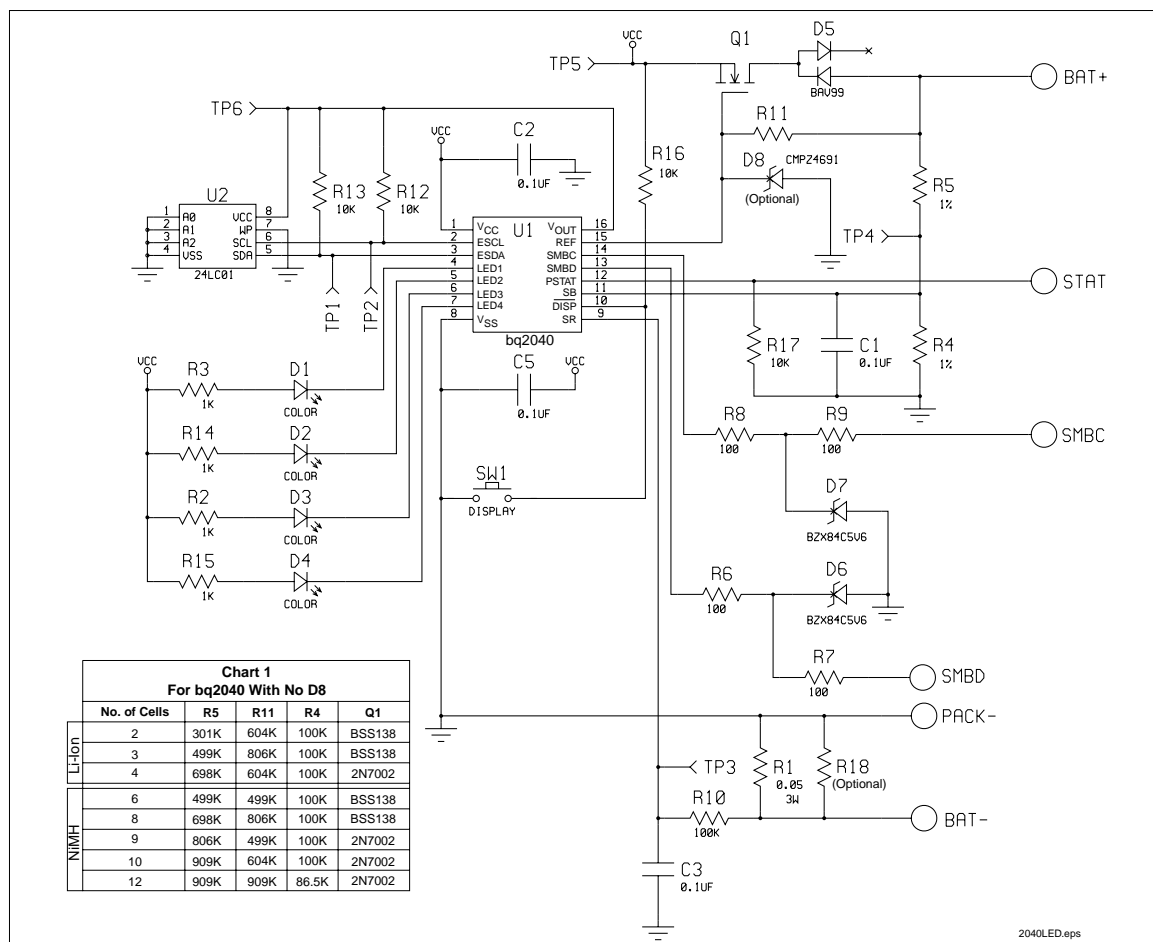 VCC
Q1
D5
TP5
BAT+
BAV99
TP6
R11
VCC
C2
0.1UF
R16
10K
D8
CMPZ4691
(Optional)
R5
1%
U2
R13
10K
R12
10K
1 A0 VCC 8
2 A1 WP 7
3 A2 SCL 6
4 VSS SDA 5
24LC01
U1
1 VCC VOUT 16
2 ESCL REF 15
3 ESDA SMBC 14
4 LED1 SMBD 13
5 LED2 PSTAT 12
6 LED3 SB 11
7 LED4 DISP 10
8 VSS SR 9
bq2040
TP4
STAT
TP1
TP2
R17
10K
C1
0.1UF
R4
1%
VCC
C5
0.1UF
VCC
R3
1K
D1
COLOR
R14
1K
D2
COLOR
R2
1K
D3
COLOR
R15
1K
D4
COLOR
R8
100
R9
100
SMBC
SW1
DISPLAY
D7
BZX84C5V6
R6
100
D6
BZX84C5V6
R7
100
SMBD
PACK-
TP3
R1
0.05
3W
R18
(Optional)
R10
100K
BAT-
C3
0.1UF
Chart 1
For bq2040 With No D8
No. of Cells R5 R11 R4 Q1
Li-Ion
2 301K 604K 100K BSS138
3 499K 806K 100K BSS138
4 698K 604K 100K 2N7002
NiMH
6 499K 499K 100K BSS138
8 698K 806K 100K BSS138
9 806K 499K 100K 2N7002
10 909K 604K 100K 2N7002
12 909K 909K 86.5K 2N7002
2040LED.eps